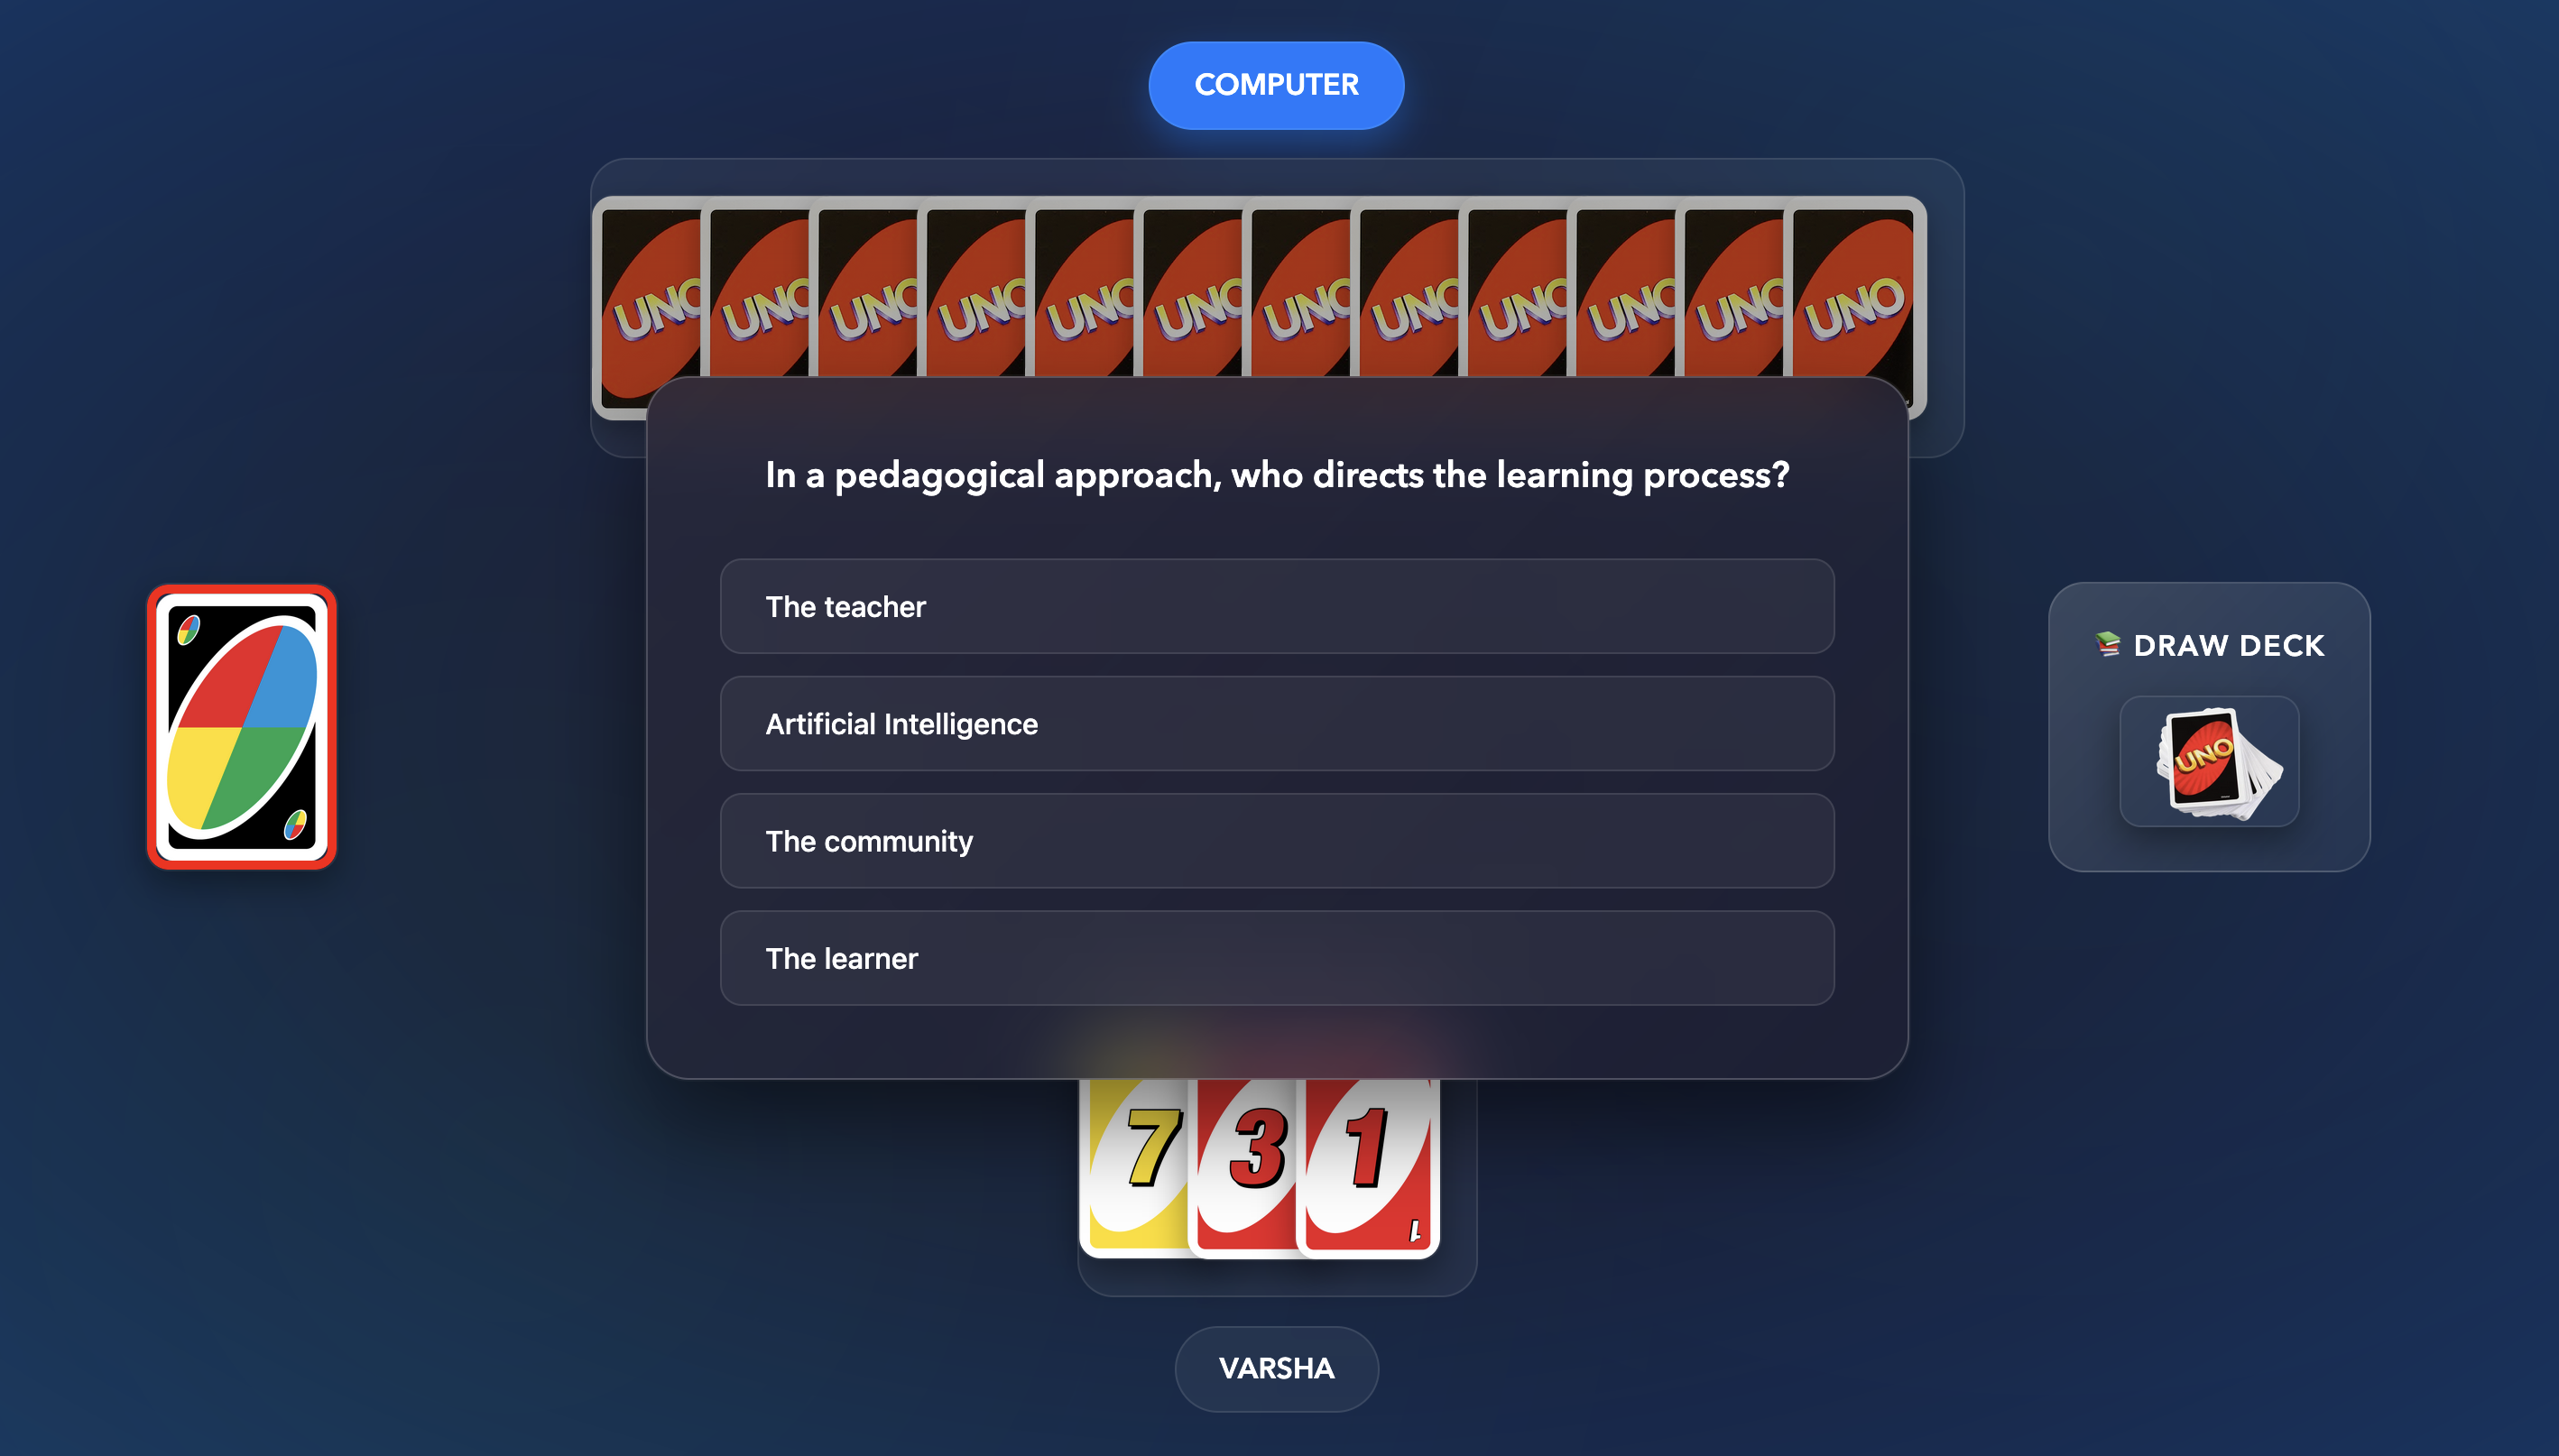 COMPUTER
UNO UNO UNO UNO UNO UNO UNO UNO UNO UNO UNO UNO
In a pedagogical approach, who directs the learning process?
The teacher
Artificial Intelligence
The community
The learner
DRAW DECK
UNO
7 3 1
1
VARSHA